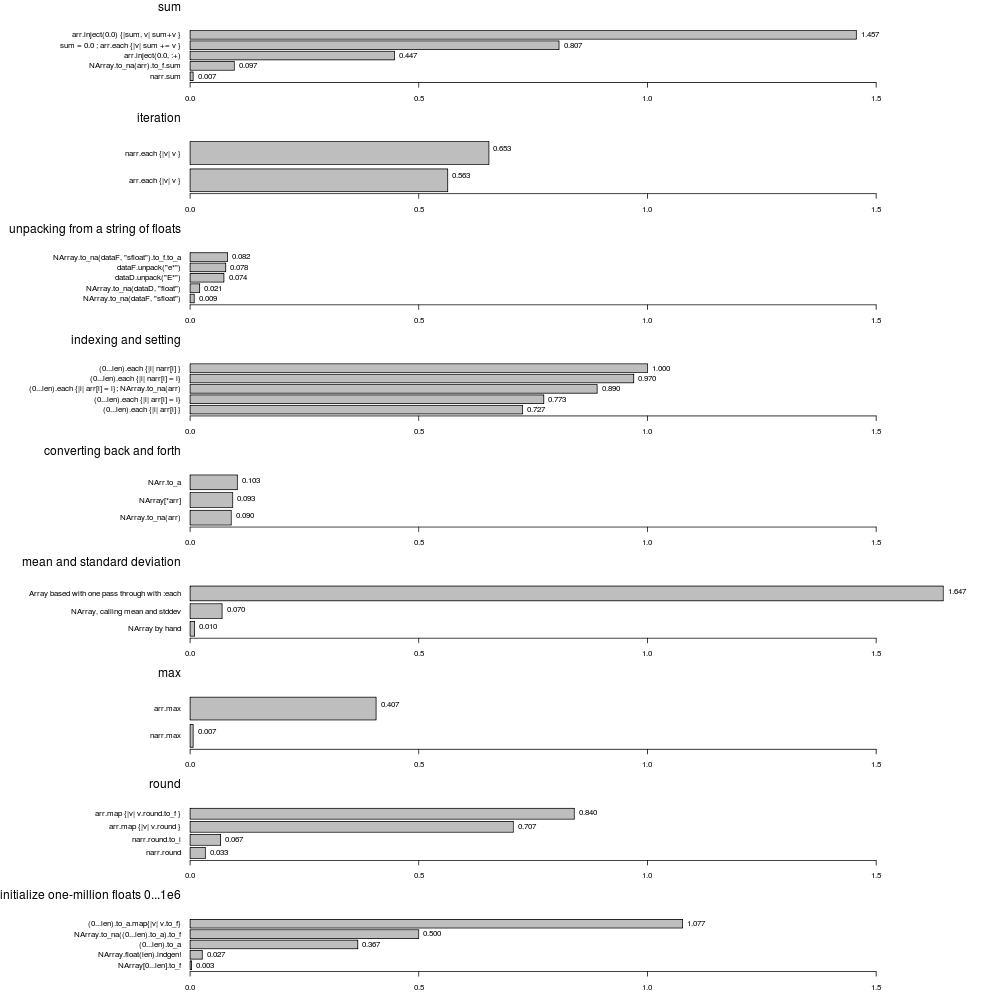 sum
arr.inject(0.0) {|sum, v| sum+v } 1.457
sum = 0.0 ; arr.each {|v| sum += v } 0.807
arr.inject(0.0, :+) 0.447
NArray.to_na(arr).to_f.sum 0.097
narr.sum 0.007
0.0 0.5 1.0 1.5
iteration
narr.each {|v| v } 0.653
arr.each {|v| v } 0.563
0.0 0.5 1.0 1.5
unpacking from a string of floats
NArray.to_na(dataF, "sfloat").to_f.to_a 0.082
dataF.unpack("e*") 0.078
dataD.unpack("E*") 0.074
NArray.to_na(dataD, "float") 0.021
NArray.to_na(dataF, "sfloat") 0.009
0.0 0.5 1.0 1.5
indexing and setting
(0...len).each {|i| narr[i] } 1.000
(0...len).each {|i| narr[i] = i} 0.970
(0...len).each {|i| arr[i] = i}; NArray.to_na(arr) 0.890
(0...len).each {|i| arr[i] = i} 0.773
(0...len).each {|i| arr[i] } 0.727
0.0 0.5 1.0 1.5
converting back and forth
NArr.to_a 0.103
NArray[*arr] 0.093
NArray.to_na(arr) 0.090
0.0 0.5 1.0 1.5
mean and standard deviation
Array based with one pass through with :each 1.647
NArray, calling mean and stddev 0.070
NArray by hand 0.010
0.0 0.5 1.0 1.5
max
arr.max 0.407
narr.max 0.007
0.0 0.5 1.0 1.5
round
arr.map {|v| v.round.to_f } 0.840
arr.map {|v| v.round } 0.707
narr.round.to_i 0.067
narr.round 0.033
0.0 0.5 1.0 1.5
initialize one-million floats 0...1e6
(0...len).to_a.map{|v| v.to_f} 1.077
NArray.to_na((0...len).to_a).to_f 0.500
(0...len).to_a 0.367
NArray.float(len).indgen! 0.027
NArray[0...len].to_f 0.003
0.0 0.5 1.0 1.5